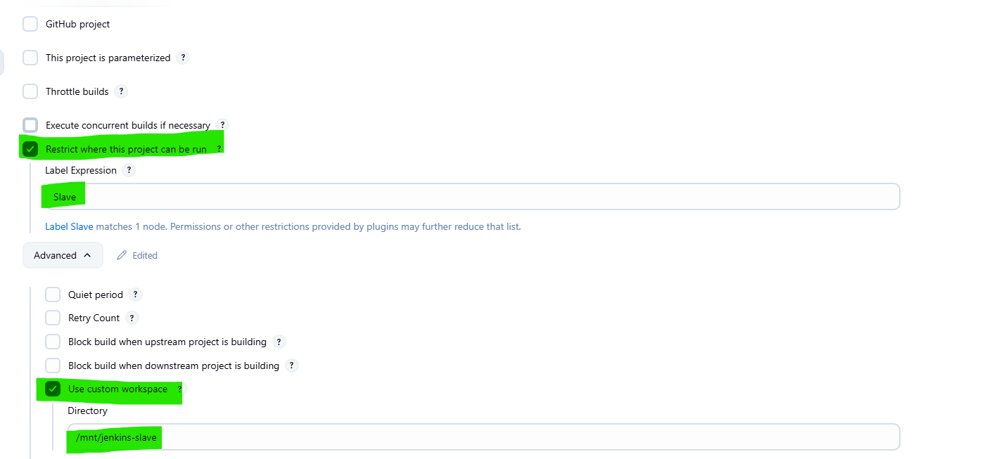 GitHub project
This project is parameterized ?
Throttle builds ?
Execute concurrent builds if necessary ?
Restrict where this project can be run ?
Label Expression ?
Slave
Label Slave matches 1 node. Permissions or other restrictions provided by plugins may further reduce that list.
Advanced Edited
Quiet period ?
Retry Count ?
Block build when upstream project is building ?
Block build when downstream project is building ?
Use custom workspace ?
Directory
/mnt/jenkins-slave